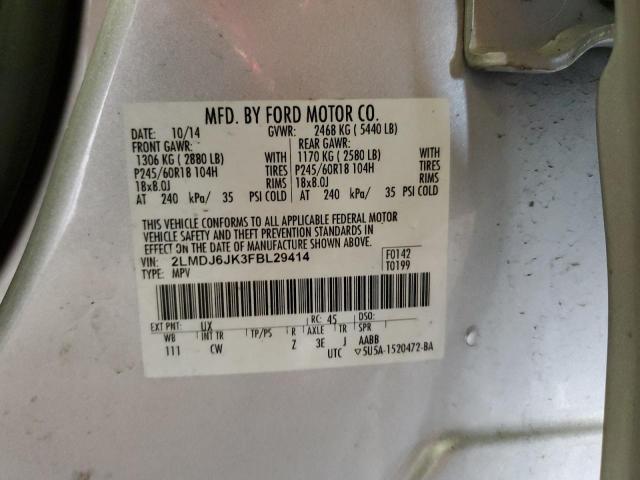 MFD. BY FORD MOTOR CO.
DATE: 10/14 GVWR: 2468 KG ( 5440 LB)
FRONT GAWR: REAR GAWR:
1306 KG ( 2880 LB) WITH 1170 KG ( 2580 LB) WITH
P245/60R18 104H TIRES P245/60R18 104H TIRES
18x8.0J RIMS 18x8.0J RIMS
AT 240 kPa/ 35 PSI COLD AT 240 kPa/ 35 PSI COLD
THIS VEHICLE CONFORMS TO ALL APPLICABLE FEDERAL MOTOR
VEHICLE SAFETY AND THEFT PREVENTION STANDARDS IN
EFFECT ON THE DATE OF MANUFACTURE SHOWN ABOVE.
VIN: 2LMDJ6JK3FBL29414 F0142
TYPE: MPV T0199
EXT PNT: UX RC: 45 DSO:
WB INT TR TP/PS R AXLE TR SPR
111 CW Z 3E J AABB
UTC ▽5U5A-1520472-BA